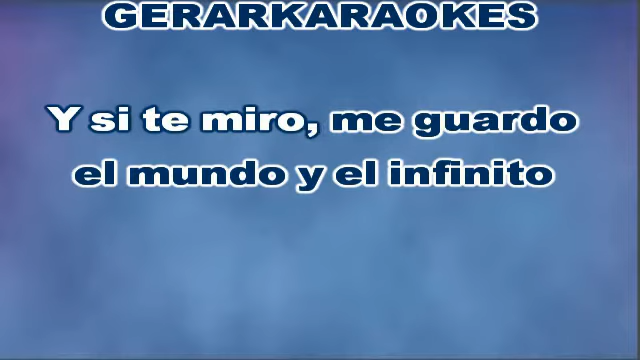 GERARKARAOKES
Y si te miro, me guardo
el mundo y el infinito